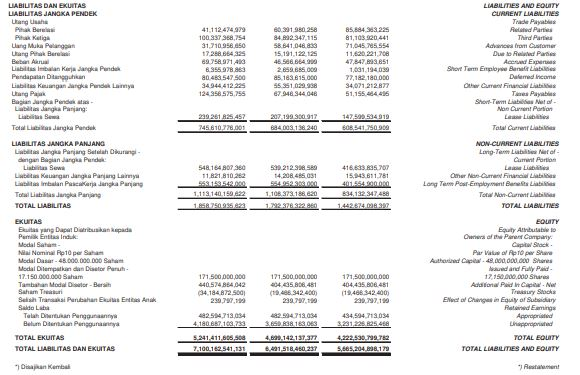 LIABILITAS DAN EKUITAS LIABILITIES AND EQUITY
LIABILITAS JANGKA PENDEK CURRENT LIABILITIES
Utang Usaha Trade Payables
Pihak Berelasi 41,112,474,979 60,391,980,258 85,884,363,225 Related Parties
Pihak Ketiga 100,337,368,754 84,892,347,115 81,103,920,441 Third Parties
Uang Muka Pelanggan 31,710,956,650 58,641,046,833 71,045,765,554 Advances from Customer
Utang Pihak Berelasi 17,288,664,325 15,191,122,125 11,620,221,708 Due to Related Parties
Beban Akrual 69,758,971,493 46,566,664,999 47,847,893,651 Accrued Expenses
Liabilitas Imbalan Kerja Jangka Pendek 6,355,978,863 2,659,685,009 1,031,194,039 Short Term Employee Benefit Liabilities
Pendapatan Ditangguhkan 80,483,547,500 85,163,615,000 77,182,180,000 Deferred Income
Liabilitas Keuangan Jangka Pendek Lainnya 34,944,412,225 55,351,029,938 34,071,212,877 Other Current Financial Liabilities
Utang Pajak 124,356,575,755 67,946,344,046 51,155,464,495 Taxes Payables
Bagian Jangka Pendek atas - Short-Term Liabilities Net of -
Liabilitas Jangka Panjang: Non Current Portion
Liabilitas Sewa 239,261,825,457 207,199,300,917 147,599,534,919 Lease Liabilities
Total Liabilitas Jangka Pendek 745,610,776,001 684,003,136,240 608,541,750,909 Total Current Liabilities
LIABILITAS JANGKA PANJANG NON-CURRENT LIABILITIES
Liabilitas Jangka Panjang Setelah Dikurangi - Long-Term Liabilities Net of -
dengan Bagian Jangka Pendek: Current Portion
Liabilitas Sewa 548,164,807,360 539,212,398,589 416,633,835,707 Lease Liabilities
Liabilitas Keuangan Jangka Panjang Lainnya 11,821,810,262 14,208,485,031 15,943,611,781 Other Non-Current Financial Liabilities
Liabilitas Imbalan PascaKerja Jangka Panjang 553,153,542,000 554,952,303,000 401,554,900,000 Long Term Post-Employment Benefits Liabilities
Total Liabilitas Jangka Panjang 1,113,140,159,622 1,108,373,186,620 834,132,347,488 Total Non-Current Liabilities
TOTAL LIABILITAS 1,858,750,935,623 1,792,376,322,860 1,442,674,098,397 TOTAL LIABILITIES
EKUITAS EQUITY
Ekuitas yang Dapat Distribusikan kepada Equity Attributable to
Pemilik Entitas Induk: Owners of the Parent Company:
Modal Saham - Capital Stock -
Nilai Nominal Rp10 per Saham Par Value of Rp10 per Share
Modal Dasar - 48.000.000.000 Saham Authorized Capital - 48,000,000,000 Shares
Modal Ditempatkan dan Disetor Penuh - Issued and Fully Paid -
17.150.000.000 Saham 171,500,000,000 171,500,000,000 171,500,000,000 17,150,000,000 Shares
Tambahan Modal Disetor - Bersih 440,574,864,042 404,435,806,481 404,435,806,481 Additional Paid in Capital - Net
Saham Treasuri (34,184,872,500) (19,466,342,400) (19,466,342,400) Treasury Stocks
Selisih Transaksi Perubahan Ekuitas Entitas Anak 239,797,199 239,797,199 239,797,199 Effect of Changes in Equity of Subsidiary
Saldo Laba Retained Earnings
Telah Ditentukan Penggunaannya 482,594,713,034 482,594,713,034 434,594,713,034 Appropriated
Belum Ditentukan Penggunaannya 4,180,687,103,733 3,659,838,163,063 3,231,226,825,468 Unappropriated
TOTAL EKUITAS 5,241,411,605,508 4,699,142,137,377 4,222,530,799,782 TOTAL EQUITY
TOTAL LIABILITAS DAN EKUITAS 7,100,162,541,131 6,491,518,460,237 5,665,204,898,179 TOTAL LIABILITIES AND EQUITY
*) Disajikan Kembali *) Restatement